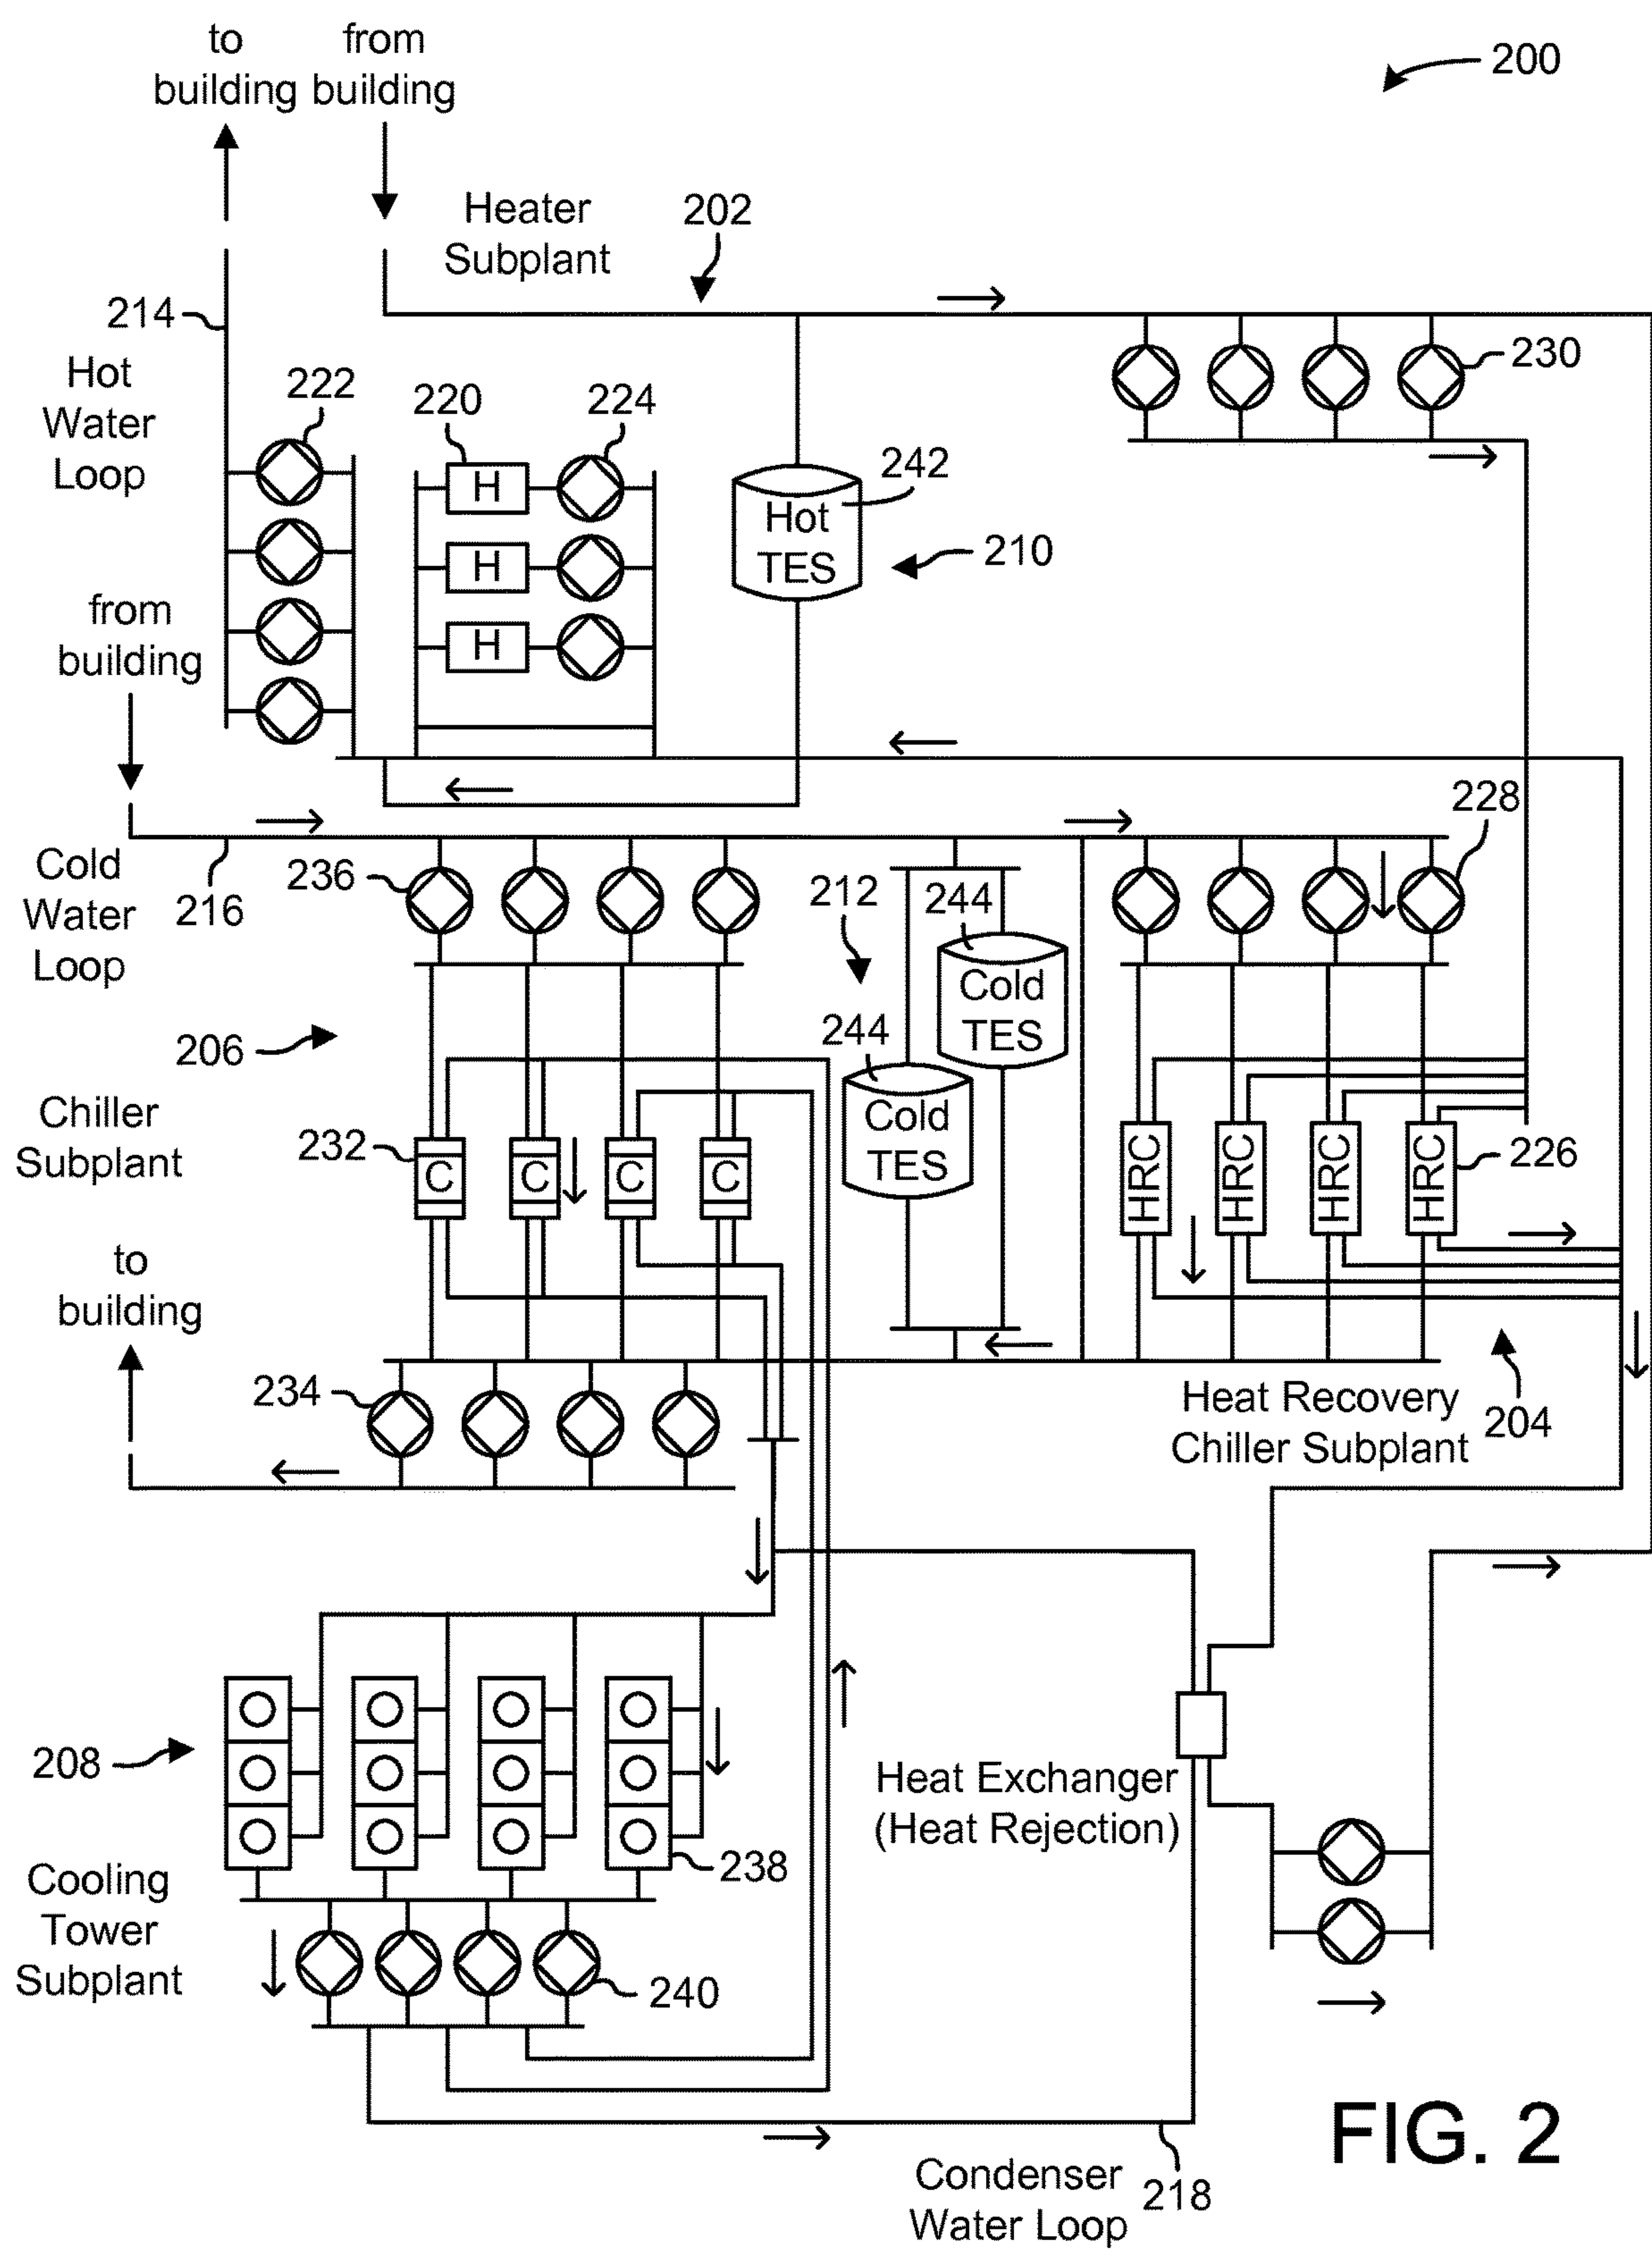 to
building
from
building
200
Heater
Subplant
202
214
Hot
Water
Loop
222
220
224
230
H
H
H
Hot
TES
242
210
from
building
228
Cold
Water
Loop
216
236
212
244
Cold
TES
244
Cold
TES
206
Chiller
Subplant
232
C
C
C
C
HRC
HRC
HRC
HRC
226
to
building
234
Heat Recovery
Chiller Subplant
204
208
Heat Exchanger
(Heat Rejection)
238
Cooling
Tower
Subplant
240
Condenser
Water Loop
218
FIG. 2